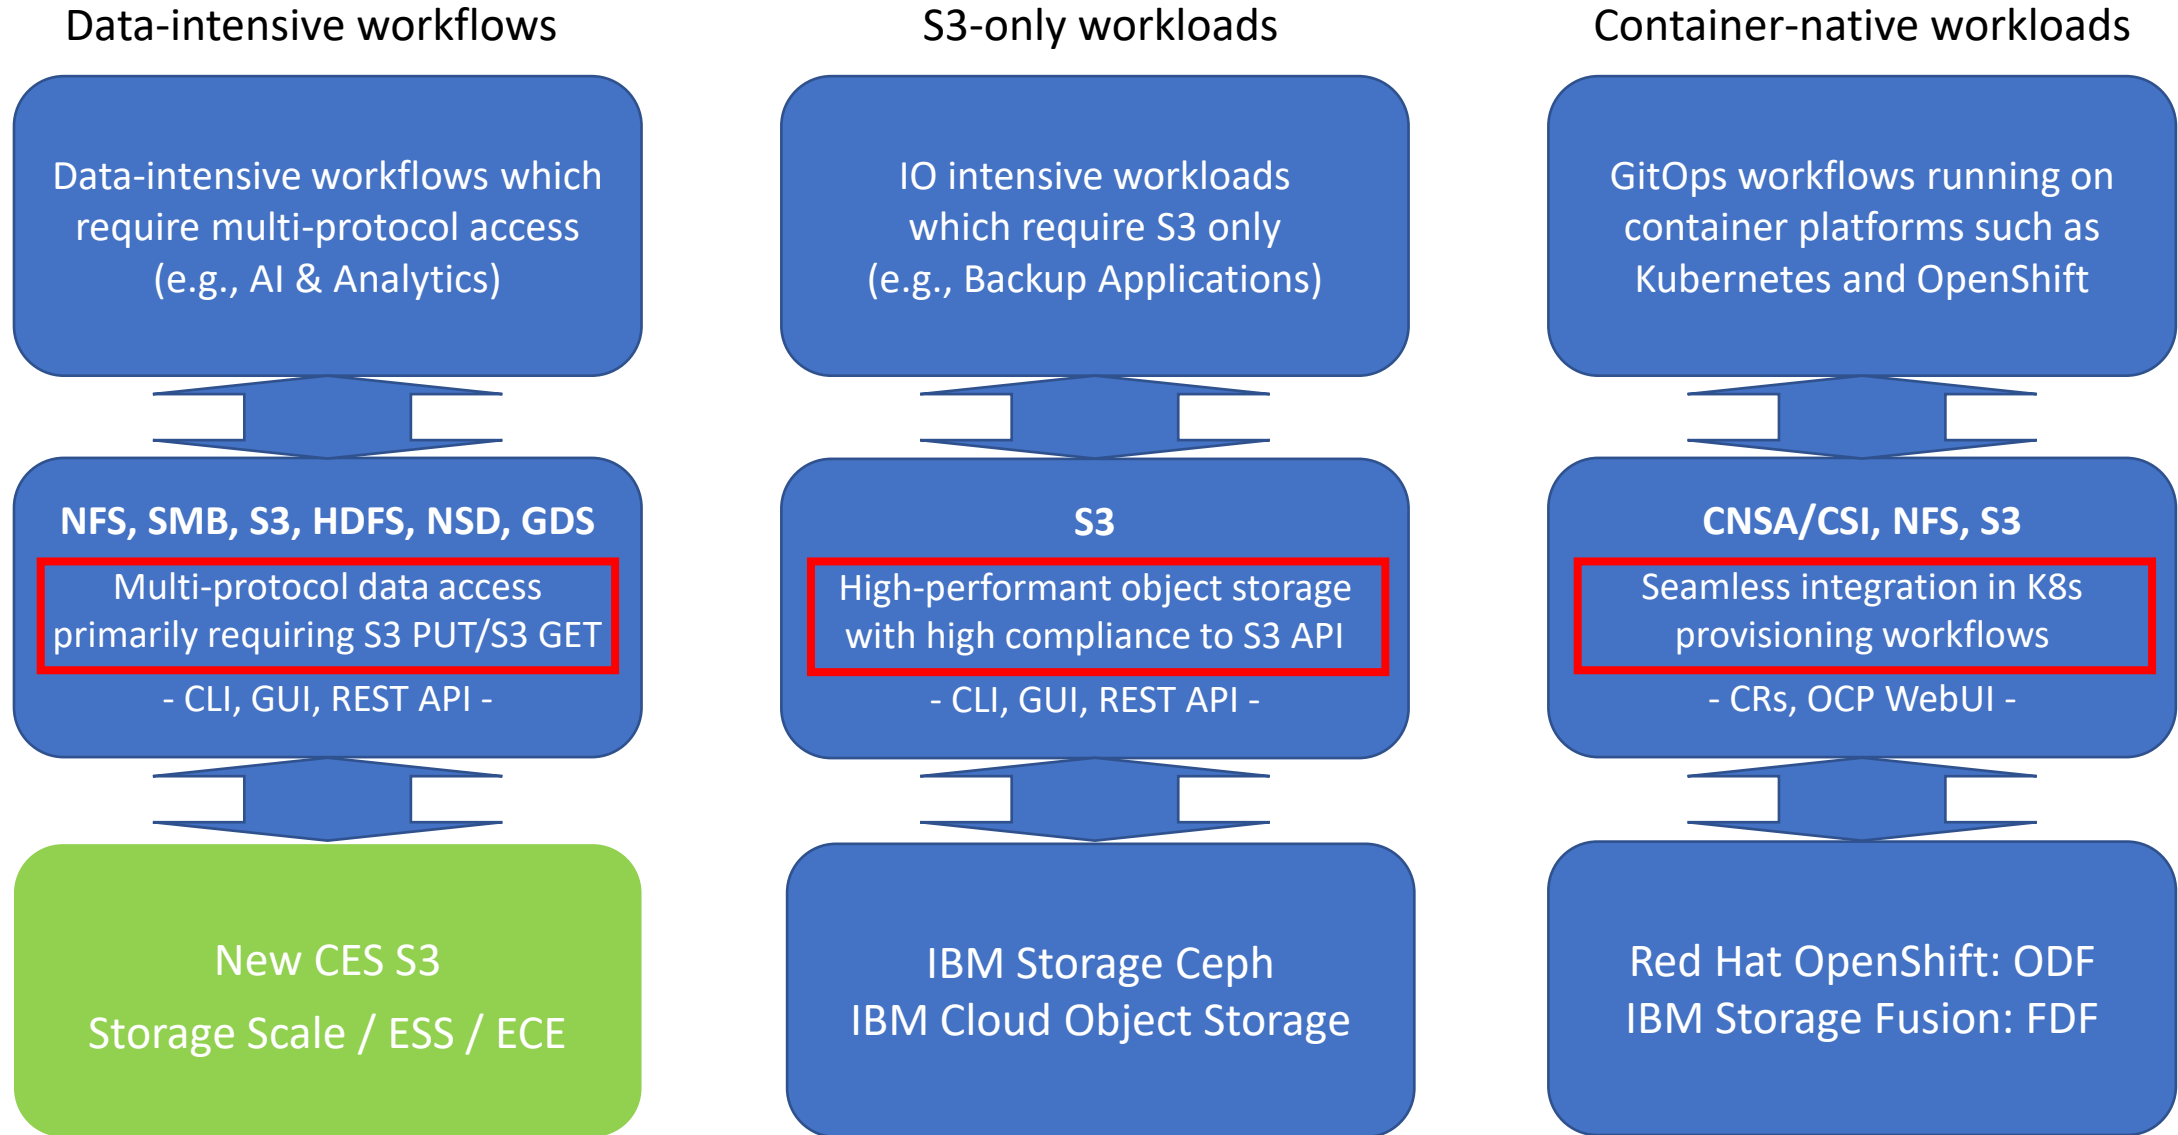 Data-intensive workflows
Data-intensive workflows which
require multi-protocol access
(e.g., AI & Analytics)
NFS, SMB, S3, HDFS, NSD, GDS
Multi-protocol data access
primarily requiring S3 PUT/S3 GET
- CLI, GUI, REST API -
New CES S3
Storage Scale / ESS / ECE
S3-only workloads
IO intensive workloads
which require S3 only
(e.g., Backup Applications)
S3
High-performant object storage
with high compliance to S3 API
- CLI, GUI, REST API -
IBM Storage Ceph
IBM Cloud Object Storage
Container-native workloads
GitOps workflows running on
container platforms such as
Kubernetes and OpenShift
CNSA/CSI, NFS, S3
Seamless integration in K8s
provisioning workflows
- CRs, OCP WebUI -
Red Hat OpenShift: ODF
IBM Storage Fusion: FDF